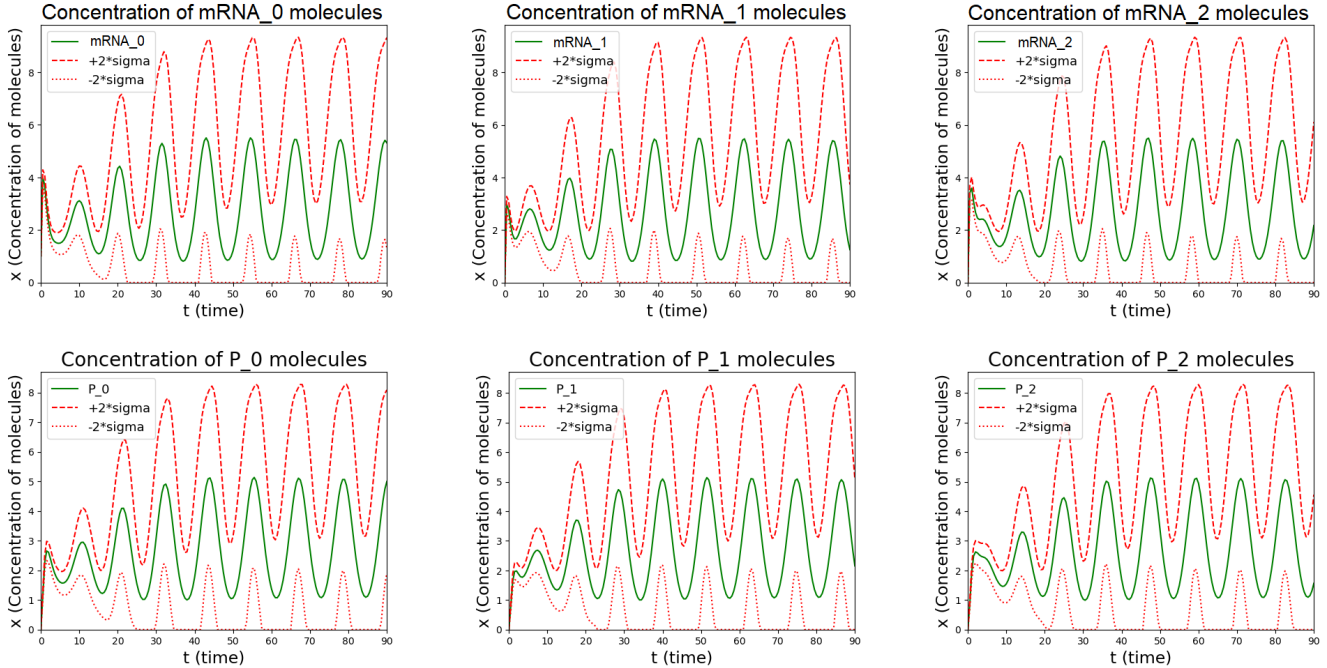 Concentration of mRNA_0 molecules
x (Concentration of molecules)
mRNA_0
+2*sigma
-2*sigma
0
2
4
6
8
0 10 20 30 40 50 60 70 80 90
t (time)
Concentration of mRNA_1 molecules
x (Concentration of molecules)
mRNA_1
+2*sigma
-2*sigma
0
2
4
6
8
0 10 20 30 40 50 60 70 80 90
t (time)
Concentration of mRNA_2 molecules
x (Concentration of molecules)
mRNA_2
+2*sigma
-2*sigma
0
2
4
6
8
0 10 20 30 40 50 60 70 80 90
t (time)
Concentration of P_0 molecules
x (Concentration of molecules)
P_0
+2*sigma
-2*sigma
0
1
2
3
4
5
6
7
8
0 10 20 30 40 50 60 70 80 90
t (time)
Concentration of P_1 molecules
x (Concentration of molecules)
P_1
+2*sigma
-2*sigma
0
1
2
3
4
5
6
7
8
0 10 20 30 40 50 60 70 80 90
t (time)
Concentration of P_2 molecules
x (Concentration of molecules)
P_2
+2*sigma
-2*sigma
0
1
2
3
4
5
6
7
8
0 10 20 30 40 50 60 70 80 90
t (time)